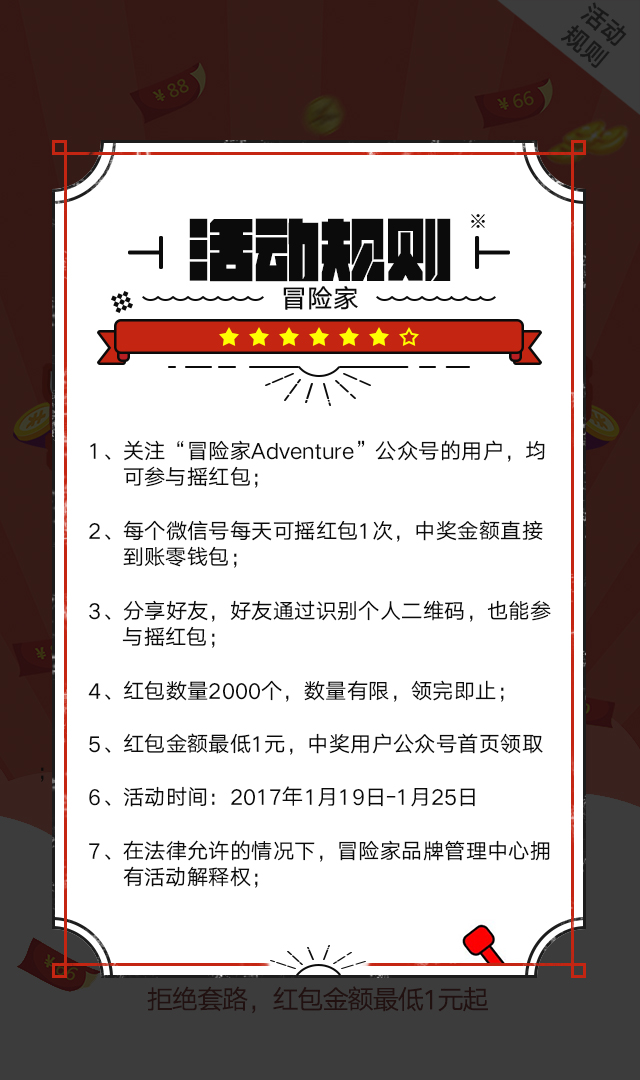 活动
规则
¥88
¥66
活动规则
※
冒险家
1、关注“冒险家Adventure”公众号的用户，均
可参与摇红包；
2、每个微信号每天可摇红包1次，中奖金额直接
到账零钱包；
3、分享好友，好友通过识别个人二维码，也能参
与摇红包；
4、红包数量2000个，数量有限，领完即止；
5、红包金额最低1元，中奖用户公众号首页领取
6、活动时间：2017年1月19日-1月25日
7、在法律允许的情况下，冒险家品牌管理中心拥
有活动解释权；
拒绝套路，红包金额最低1元起